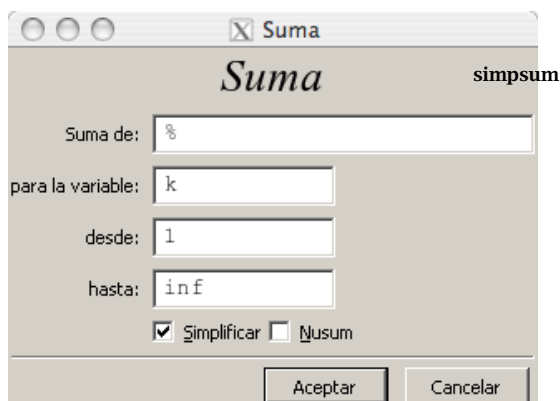 Suma
Suma
simpsum
Suma de: %
para la variable: k
desde: 1
hasta: inf
Simplificar Nusum
Aceptar Cancelar